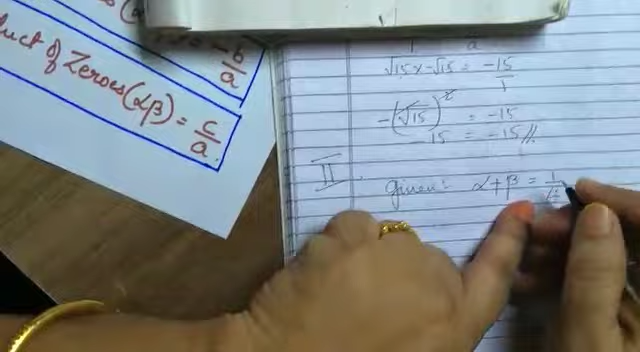 -b/a
duct of Zeroes(αβ) = c/a.
√15 x -√15 = -15/1
-(√15)² = -15
-15 = -15//
II
given: α+β = 1/